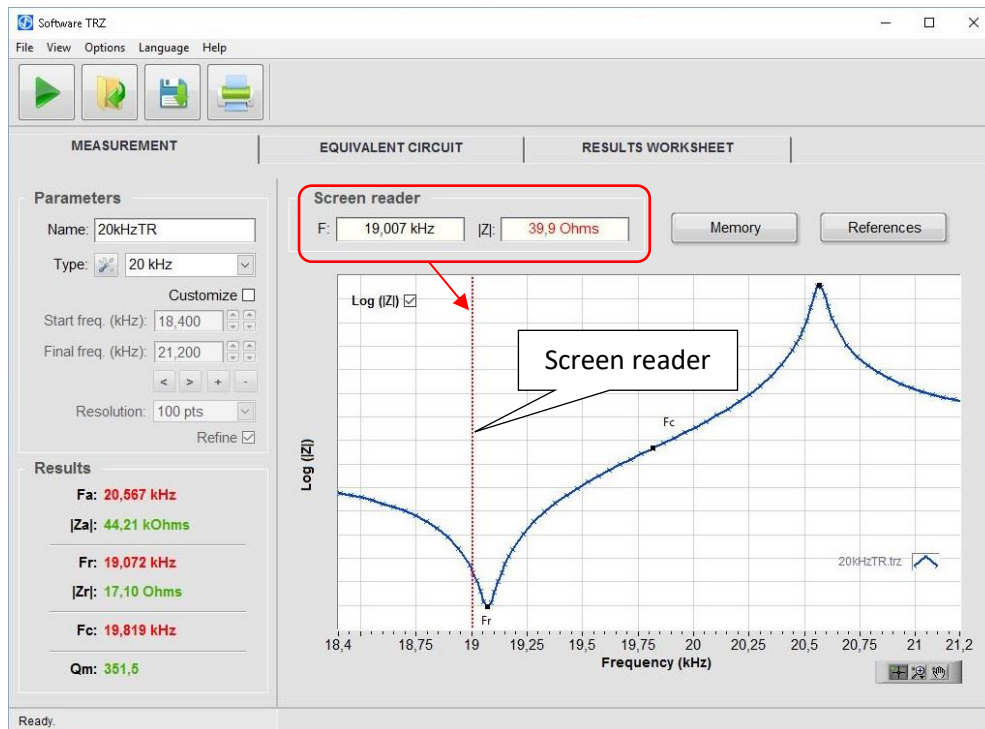 Software TRZ
File View Options Language Help
MEASUREMENT
EQUIVALENT CIRCUIT
RESULTS WORKSHEET
Parameters
Name: 20kHzTR
Type: 20 kHz
Customize
Start freq. (kHz): 18,400
Final freq. (kHz): 21,200
< > + -
Resolution: 100 pts
Refine
Results
Fa: 20,567 kHz
|Za|: 44,21 kOhms
Fr: 19,072 kHz
|Zr|: 17,10 Ohms
Fc: 19,819 kHz
Qm: 351,5
Screen reader
F: 19,007 kHz |Z|: 39,9 Ohms
Memory
References
Log (|Z|)
Screen reader
Fc
Log (|Z|)
20kHzTR.trz
Fr
18,4 18,75 19 19,25 19,5 19,75 20 20,25 20,5 20,75 21 21,2
Frequency (kHz)
Ready.